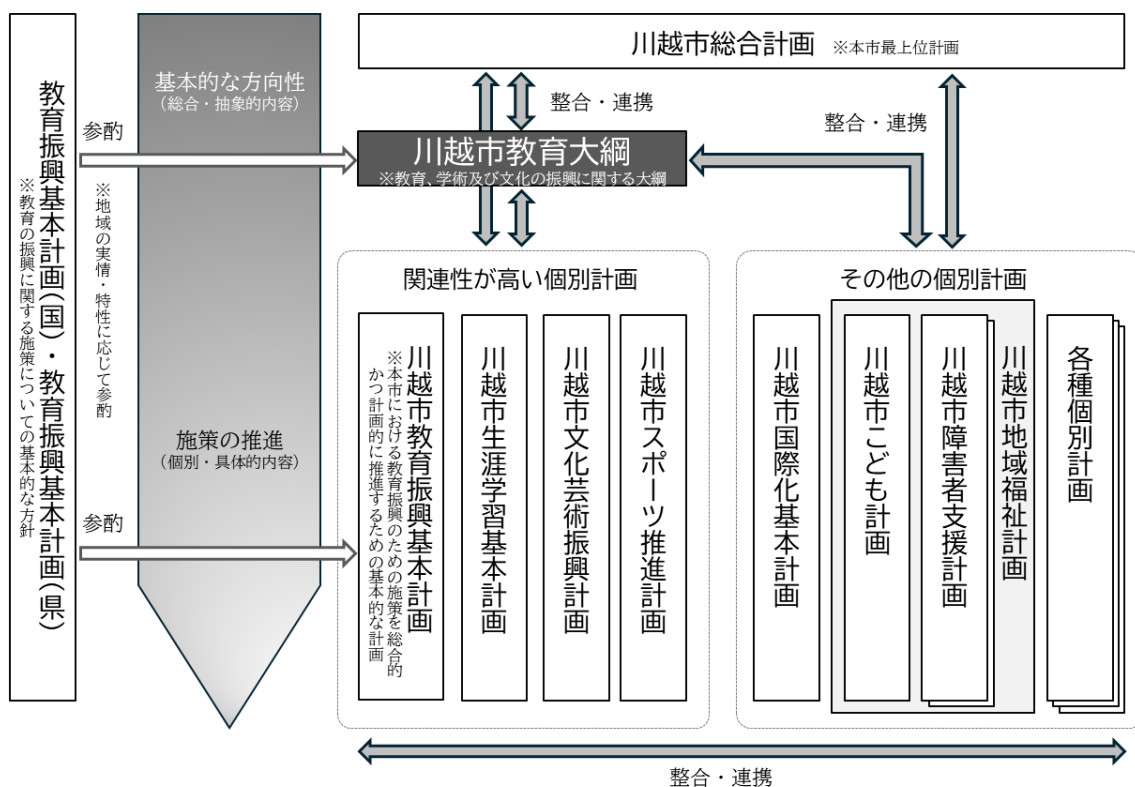 教育振興基本計画(国)・教育振興基本計画(県)
※教育の振興に関する施策についての基本的な方針
参酌
※地域の実情・特性に応じて参酌
参酌
基本的な方向性
(総合・抽象的内容)
施策の推進
(個別・具体的内容)
川越市総合計画 ※本市最上位計画
整合・連携
整合・連携
川越市教育大綱
※教育、学術及び文化の振興に関する大綱
関連性が高い個別計画
川越市教育振興基本計画
※本市における教育振興のための施策を総合的
かつ計画的に推進するための基本的な計画
川越市生涯学習基本計画
川越市文化芸術振興計画
川越市スポーツ推進計画
その他の個別計画
川越市国際化基本計画
川越市こども計画
川越市障害者支援計画
川越市地域福祉計画
各種個別計画
整合・連携